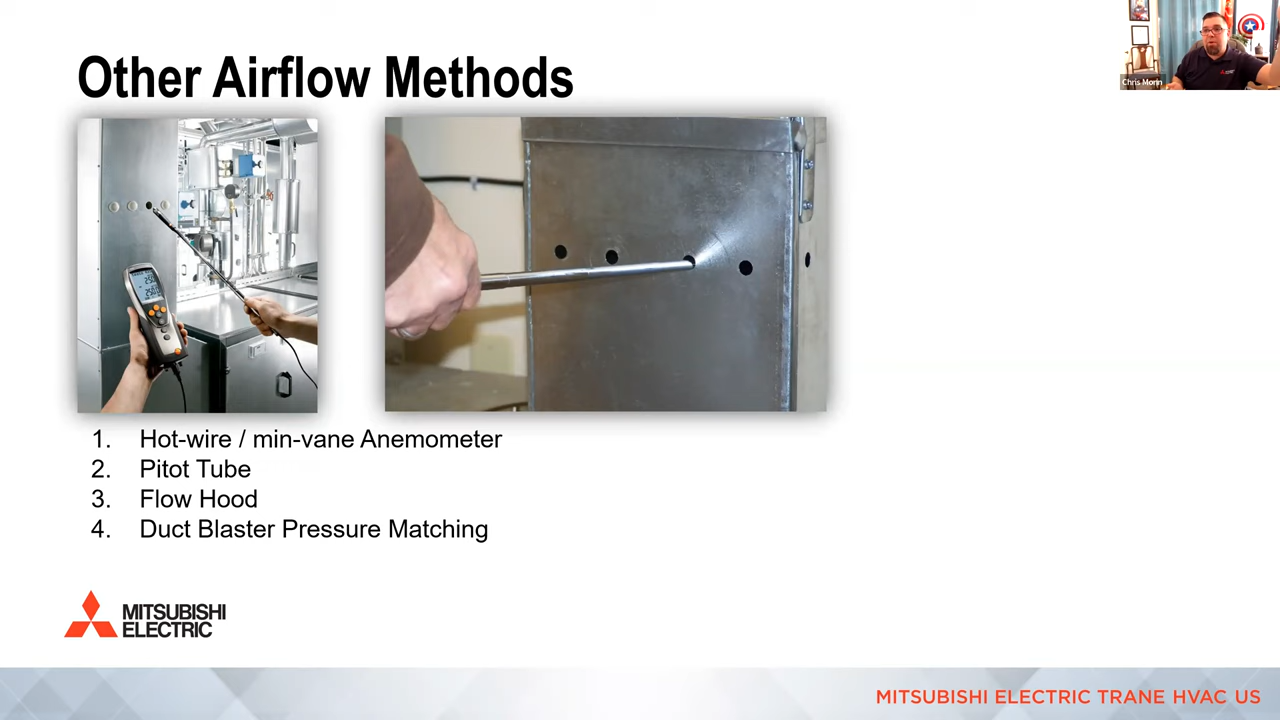 Other Airflow Methods
Chris Morin
1. Hot-wire / min-vane Anemometer
2. Pitot Tube
3. Flow Hood
4. Duct Blaster Pressure Matching
MITSUBISHI
ELECTRIC
MITSUBISHI ELECTRIC TRANE HVAC US